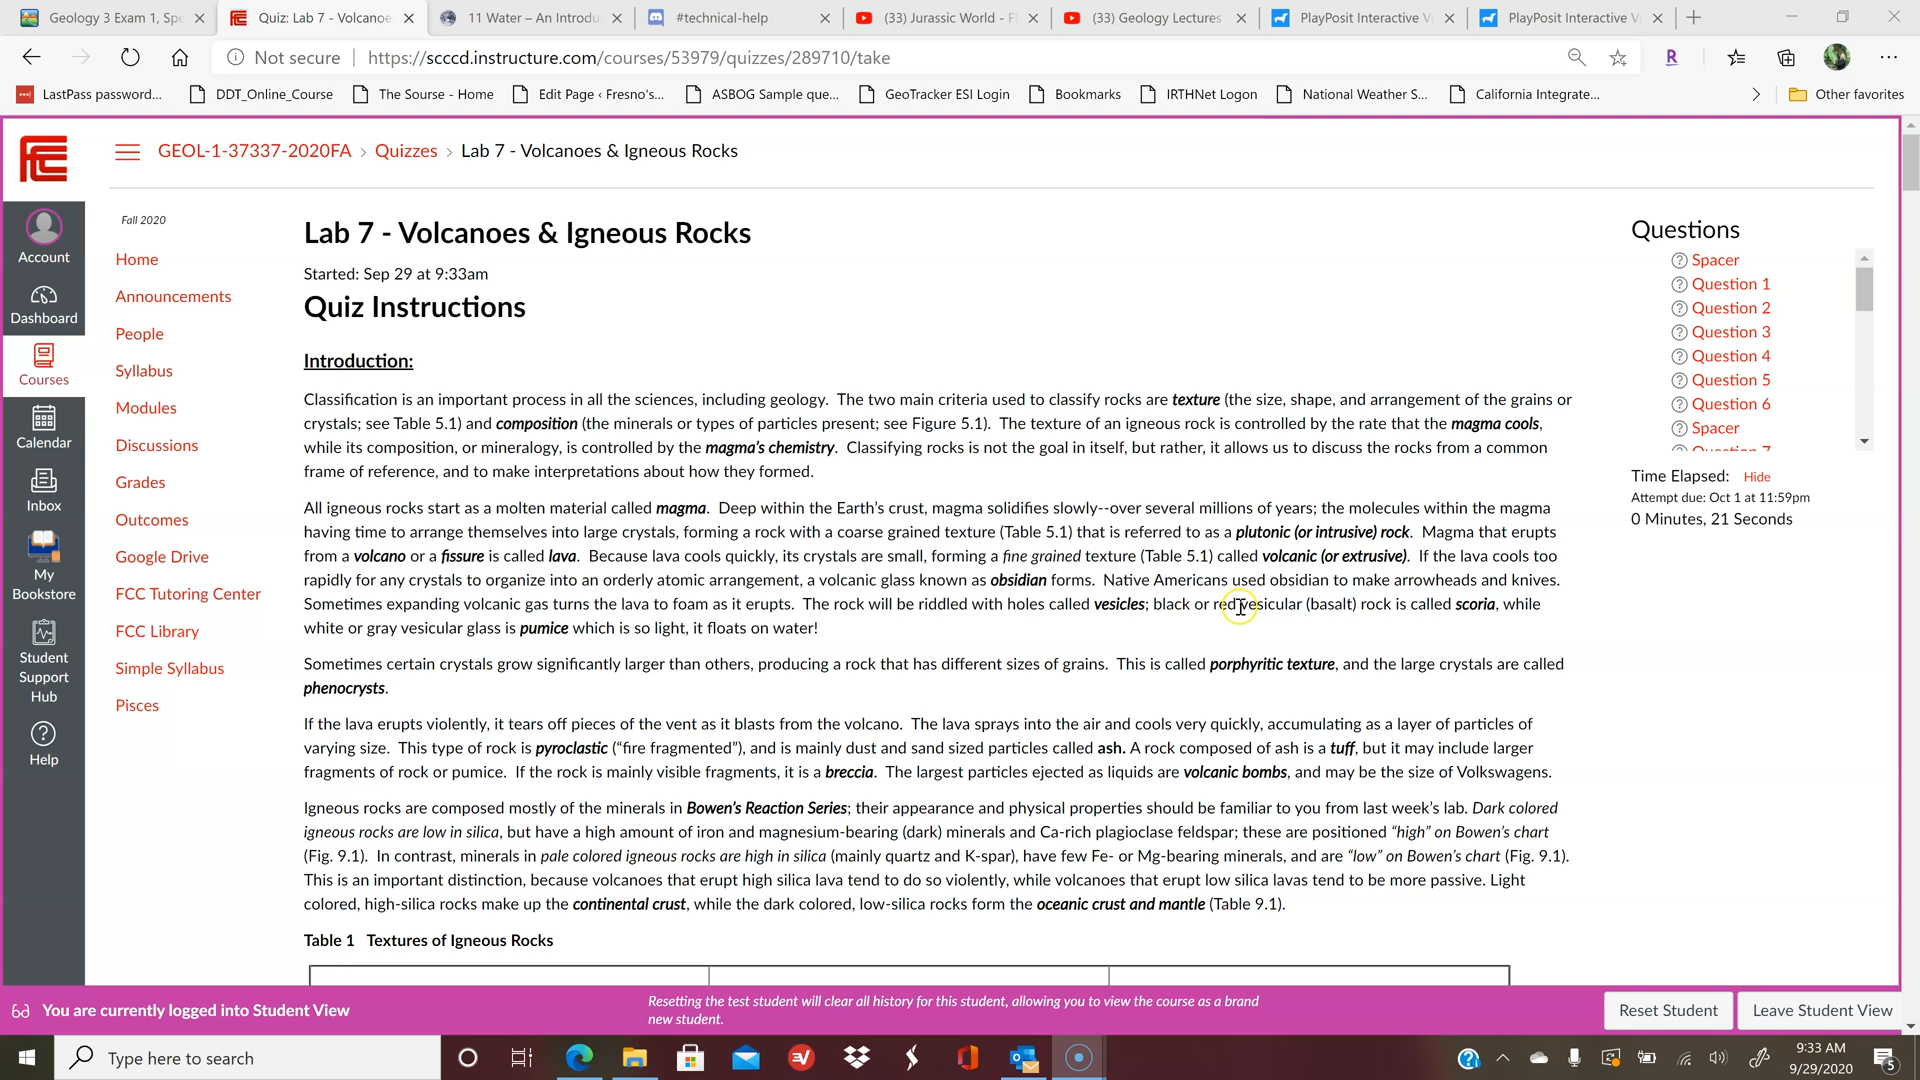 Geology 3 Exam 1, Spe
Quiz: Lab 7 - Volcanoe
11 Water – An Introdu
#technical-help
(33) Jurassic World - F
(33) Geology Lectures
PlayPosit Interactive V
PlayPosit Interactive V
Not secure
https://scccd.instructure.com/courses/53979/quizzes/289710/take
LastPass password...
DDT_Online_Course
The Sourse - Home
Edit Page ‹ Fresno's...
ASBOG Sample que...
GeoTracker ESI Login
Bookmarks
IRTHNet Logon
National Weather S...
California Integrate...
Other favorites
GEOL-1-37337-2020FA › Quizzes › Lab 7 - Volcanoes & Igneous Rocks
Account
Dashboard
Courses
Calendar
Inbox
My
Bookstore
Student
Support
Hub
Help
Fall 2020
Home
Announcements
People
Syllabus
Modules
Discussions
Grades
Outcomes
Google Drive
FCC Tutoring Center
FCC Library
Simple Syllabus
Pisces
Lab 7 - Volcanoes & Igneous Rocks
Started: Sep 29 at 9:33am
Quiz Instructions
Introduction:
Classification is an important process in all the sciences, including geology. The two main criteria used to classify rocks are texture (the size, shape, and arrangement of the grains or
crystals; see Table 5.1) and composition (the minerals or types of particles present; see Figure 5.1). The texture of an igneous rock is controlled by the rate that the magma cools,
while its composition, or mineralogy, is controlled by the magma's chemistry. Classifying rocks is not the goal in itself, but rather, it allows us to discuss the rocks from a common
frame of reference, and to make interpretations about how they formed.
All igneous rocks start as a molten material called magma. Deep within the Earth's crust, magma solidifies slowly--over several millions of years; the molecules within the magma
having time to arrange themselves into large crystals, forming a rock with a coarse grained texture (Table 5.1) that is referred to as a plutonic (or intrusive) rock. Magma that erupts
from a volcano or a fissure is called lava. Because lava cools quickly, its crystals are small, forming a fine grained texture (Table 5.1) called volcanic (or extrusive). If the lava cools too
rapidly for any crystals to organize into an orderly atomic arrangement, a volcanic glass known as obsidian forms. Native Americans used obsidian to make arrowheads and knives.
Sometimes expanding volcanic gas turns the lava to foam as it erupts. The rock will be riddled with holes called vesicles; black or red vesicular (basalt) rock is called scoria, while
white or gray vesicular glass is pumice which is so light, it floats on water!
Sometimes certain crystals grow significantly larger than others, producing a rock that has different sizes of grains. This is called porphyritic texture, and the large crystals are called
phenocrysts.
If the lava erupts violently, it tears off pieces of the vent as it blasts from the volcano. The lava sprays into the air and cools very quickly, accumulating as a layer of particles of
varying size. This type of rock is pyroclastic ("fire fragmented"), and is mainly dust and sand sized particles called ash. A rock composed of ash is a tuff, but it may include larger
fragments of rock or pumice. If the rock is mainly visible fragments, it is a breccia. The largest particles ejected as liquids are volcanic bombs, and may be the size of Volkswagens.
Igneous rocks are composed mostly of the minerals in Bowen's Reaction Series; their appearance and physical properties should be familiar to you from last week's lab. Dark colored
igneous rocks are low in silica, but have a high amount of iron and magnesium-bearing (dark) minerals and Ca-rich plagioclase feldspar; these are positioned "high" on Bowen's chart
(Fig. 9.1). In contrast, minerals in pale colored igneous rocks are high in silica (mainly quartz and K-spar), have few Fe- or Mg-bearing minerals, and are "low" on Bowen's chart (Fig. 9.1).
This is an important distinction, because volcanoes that erupt high silica lava tend to do so violently, while volcanoes that erupt low silica lavas tend to be more passive. Light
colored, high-silica rocks make up the continental crust, while the dark colored, low-silica rocks form the oceanic crust and mantle (Table 9.1).
Table 1 Textures of Igneous Rocks
Questions
Spacer
Question 1
Question 2
Question 3
Question 4
Question 5
Question 6
Spacer
Question 7
Time Elapsed: Hide
Attempt due: Oct 1 at 11:59pm
0 Minutes, 21 Seconds
You are currently logged into Student View
Resetting the test student will clear all history for this student, allowing you to view the course as a brand
new student.
Reset Student
Leave Student View
Type here to search
9:33 AM
9/29/2020
5